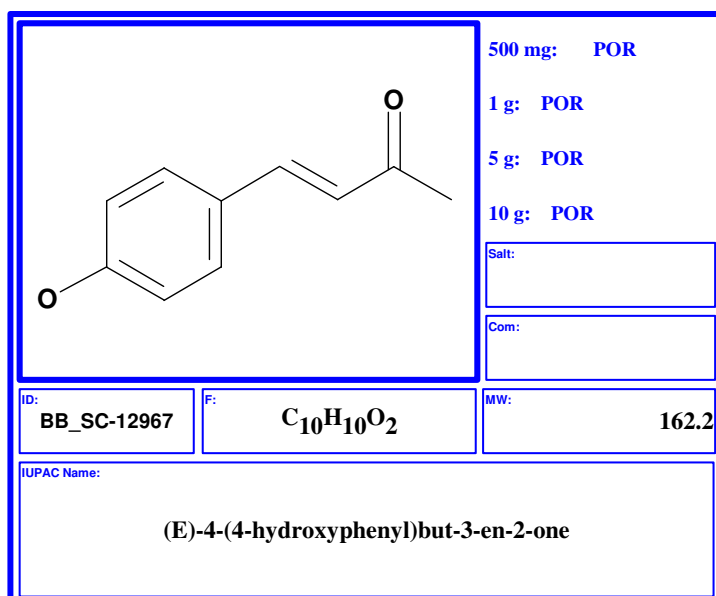 O
O
500 mg: POR
1 g: POR
5 g: POR
10 g: POR
Salt:
Com:
ID:
BB_SC-12967
F:
C10H10O2
MW:
162.2
IUPAC Name:
(E)-4-(4-hydroxyphenyl)but-3-en-2-one